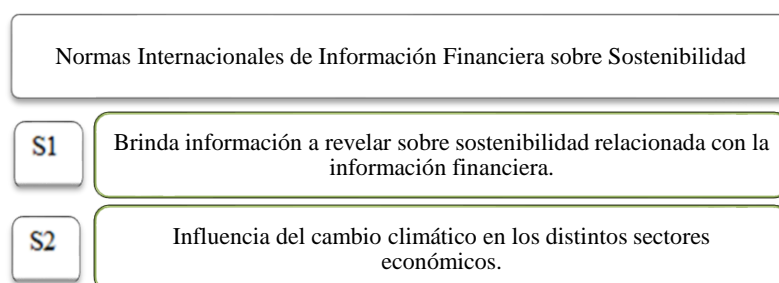 Normas Internacionales de Información Financiera sobre Sostenibilidad
S1
Brinda información a revelar sobre sostenibilidad relacionada con la
información financiera.
S2
Influencia del cambio climático en los distintos sectores
económicos.